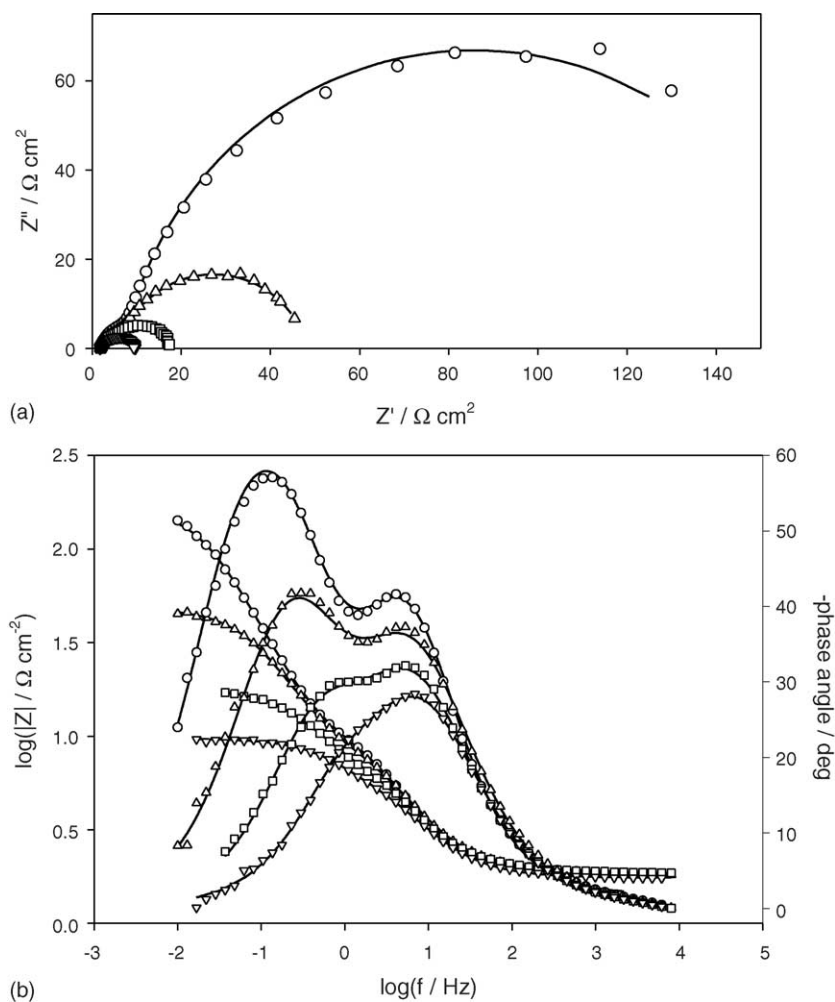 60
40
20
0
Z" / Ω cm²
0 20 40 60 80 100 120 140
(a)
Z' / Ω cm²
2.5
2.0
1.5
1.0
0.5
0.0
log(|Z| / Ω cm⁻²)
60
50
40
30
20
10
0
-phase angle / deg
-3 -2 -1 0 1 2 3 4 5
(b)
log(f / Hz)